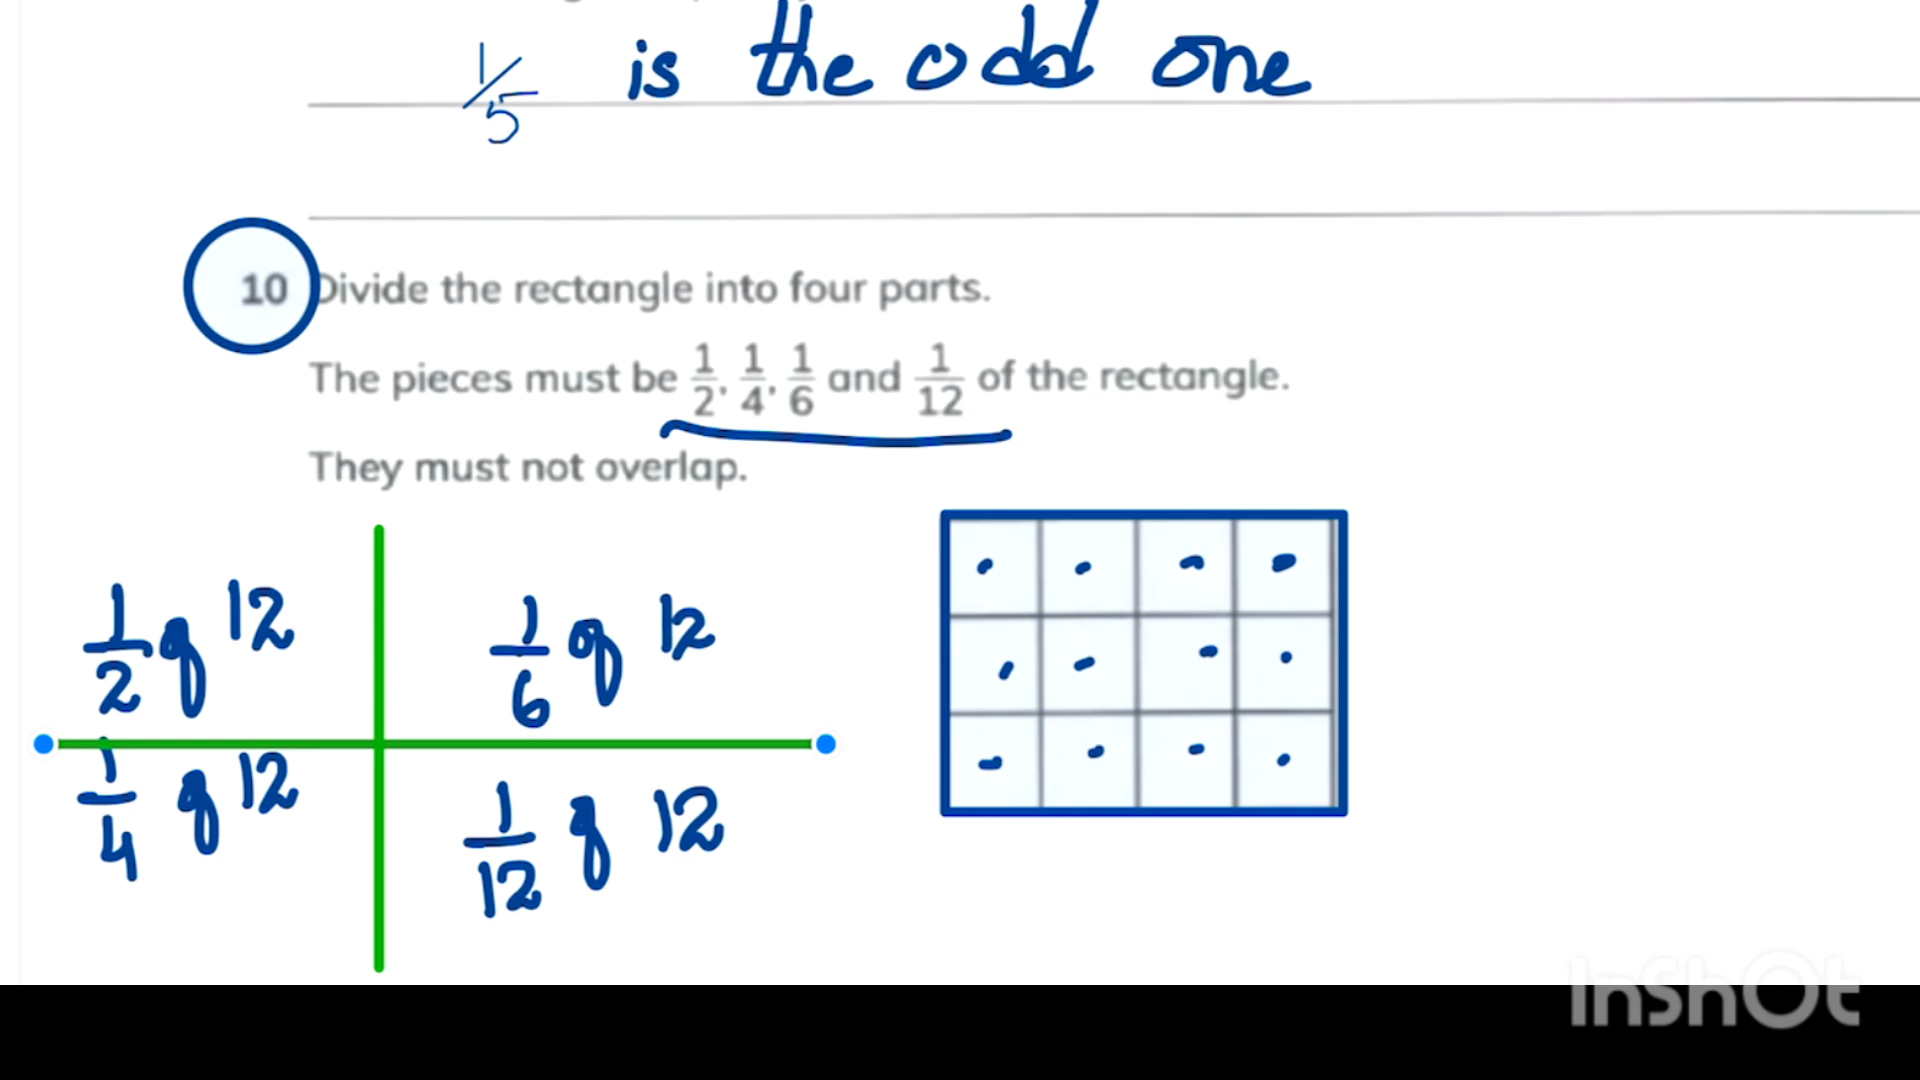 1/5 is the odd one
10 Divide the rectangle into four parts.
The pieces must be 1/2, 1/4, 1/6 and 1/12 of the rectangle.
They must not overlap.
1/2 of 12
1/6 of 12
1/4 of 12
1/12 of 12
InShOt